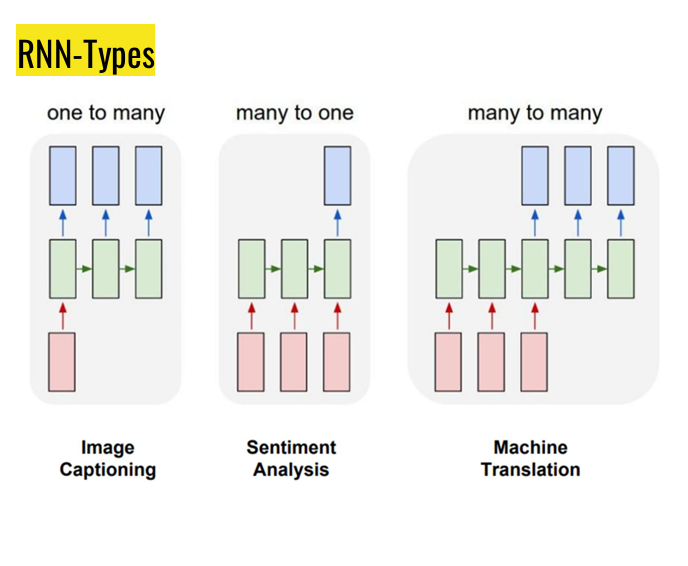 RNN-Types
one to many
many to one
many to many
Image
Captioning
Sentiment
Analysis
Machine
Translation